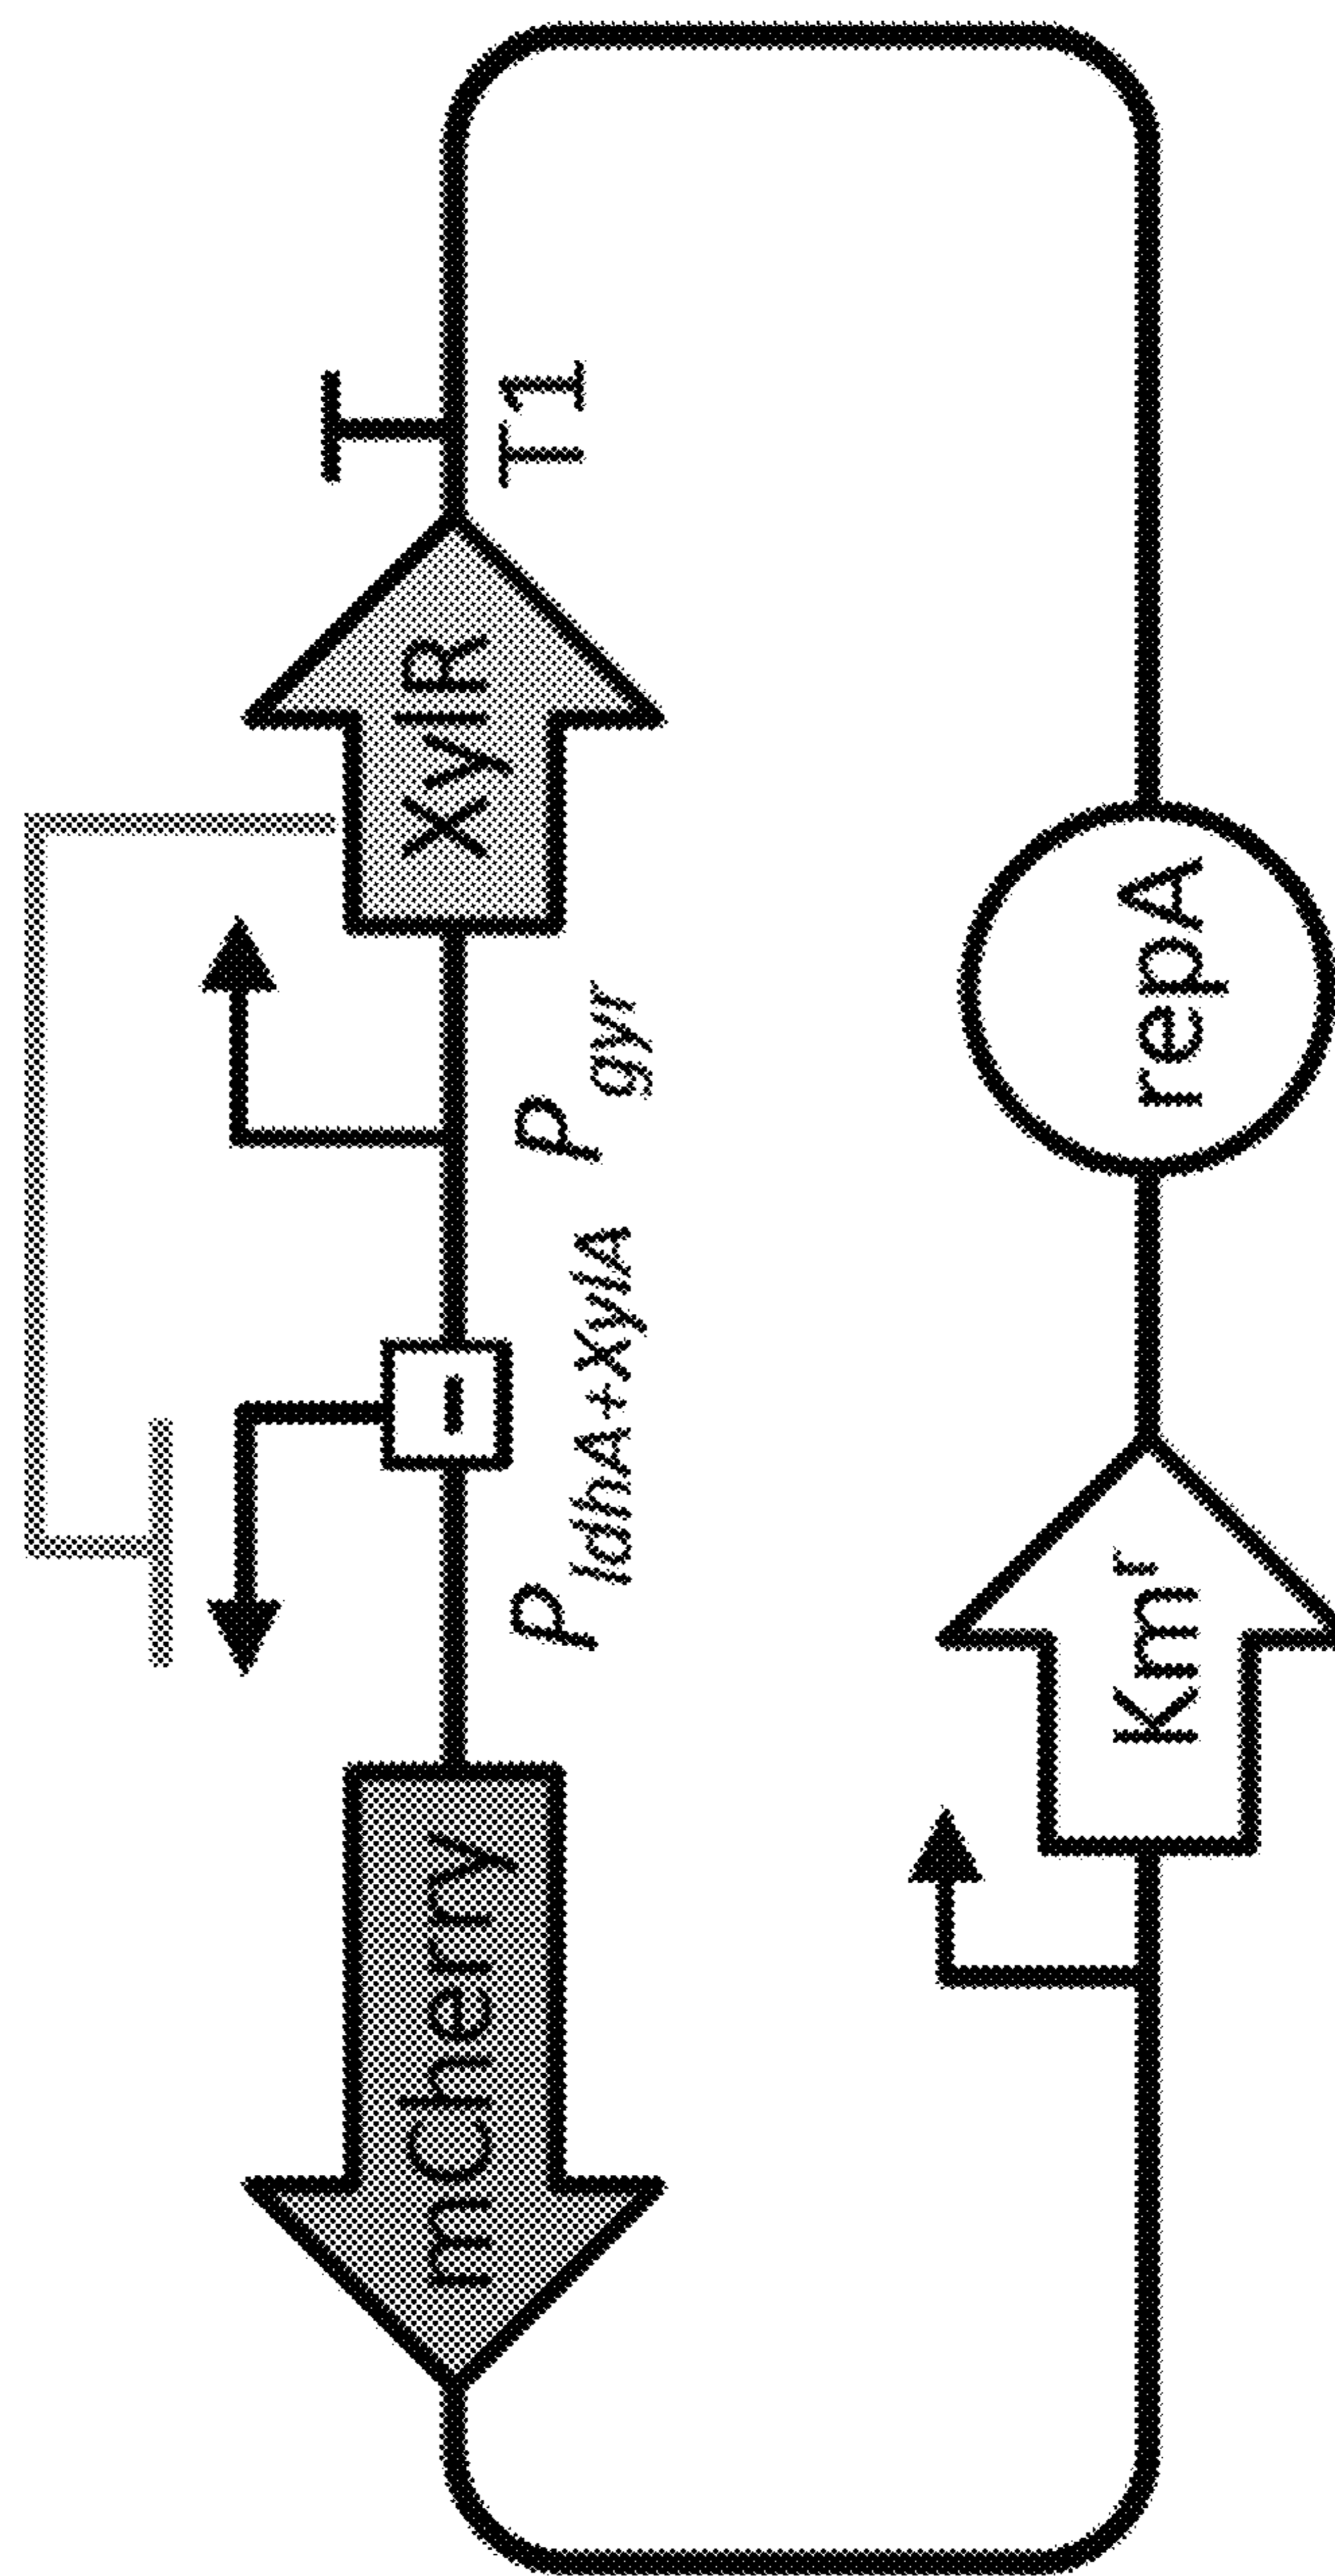 mCherry
P ldhA+XylA
P gyr
XylR
T1
Kmʳ
repA